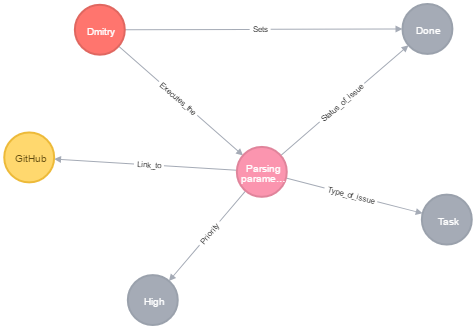 Dmitry
Sets
Done
Executes_the
Status_of_Issue
GitHub
Link_to
Parsing
parame...
Type_of_Issue
Task
Priority
High